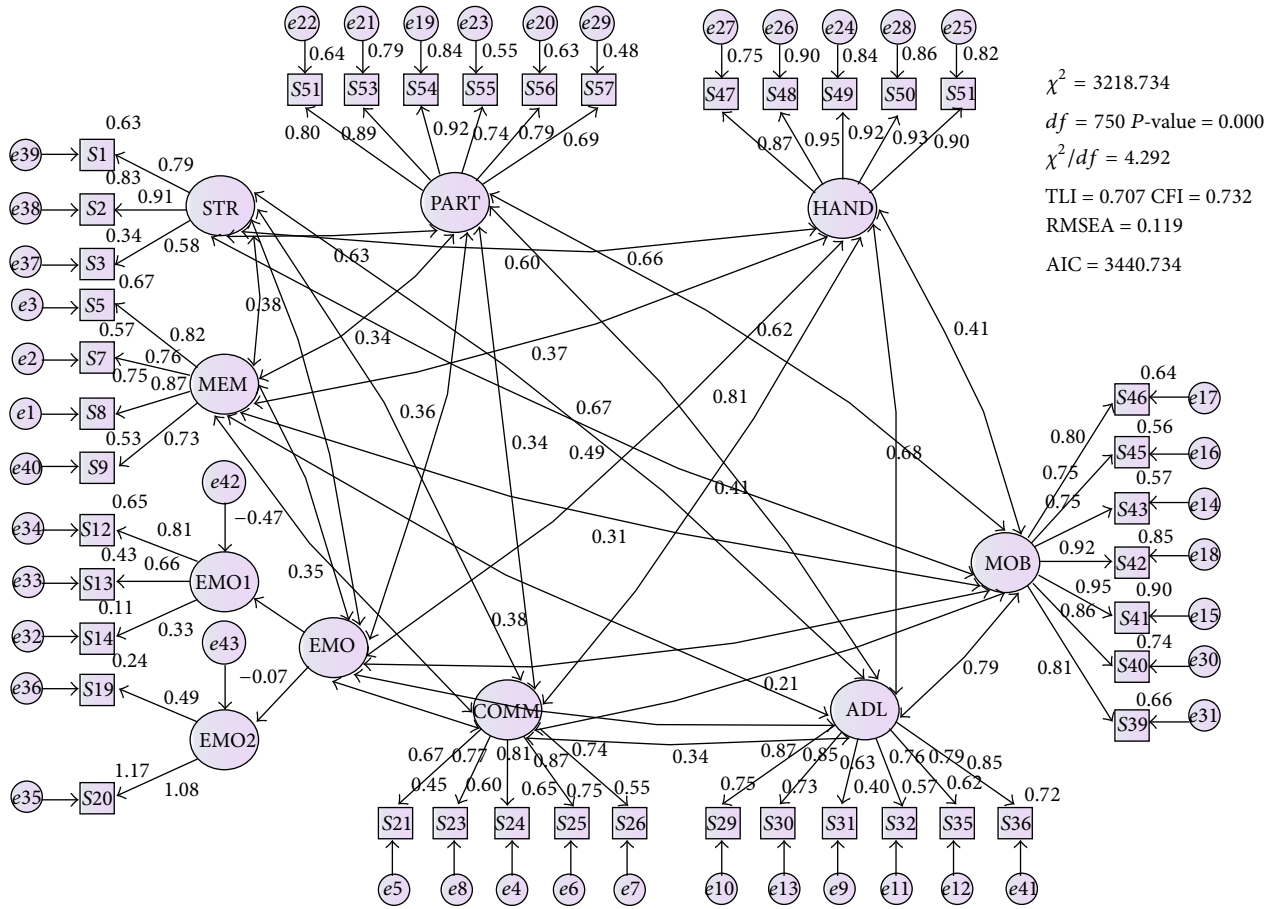 e22 e21 e19 e23 e20 e29
0.64 0.79 0.84 0.55 0.63 0.48
S51 S53 S54 S55 S56 S57
0.80 0.89 0.92 0.74 0.79 0.69
PART
e27 e26 e24 e28 e25
0.75 0.90 0.84 0.86 0.82
S47 S48 S49 S50 S51
0.87 0.95 0.92 0.93 0.90
HAND
χ² = 3218.734
df = 750 P-value = 0.000
χ²/df = 4.292
TLI = 0.707 CFI = 0.732
RMSEA = 0.119
AIC = 3440.734
0.63
e39 S1 0.79
0.83
e38 S2 0.91 STR
0.34
e37 S3 0.58
0.67
e3 S5 0.82
0.57
e2 S7 0.76
0.75 0.87 MEM
e1 S8
0.53 0.73
e40 S9
e42
−0.47
0.65
e34 S12 0.81
0.43
e33 S13 0.66 EMO1
0.11
e32 S14 0.33
e43
−0.07
0.24
e36 S19 0.49
EMO2
1.17
e35 S20 1.08
EMO
0.63 0.60 0.66
0.38 0.34 0.37 0.62 0.41
0.36 0.67 0.81
0.34 0.49 0.68
0.41
0.31
0.35
0.38
0.21 0.79
0.34
MOB
0.64
0.80 S46 e17
0.56
0.75 S45 e16
0.57
0.75 S43 e14
0.85
0.92 S42 e18
0.90
0.95 S41 e15
0.74
0.86 S40 e30
0.66
0.81 S39 e31
COMM
0.67 0.77 0.81 0.87 0.74
0.45 0.60 0.65 0.75 0.55
S21 S23 S24 S25 S26
e5 e8 e4 e6 e7
ADL
0.87 0.85 0.63 0.76 0.79 0.85
0.75 0.73 0.40 0.57 0.62 0.72
S29 S30 S31 S32 S35 S36
e10 e13 e9 e11 e12 e41